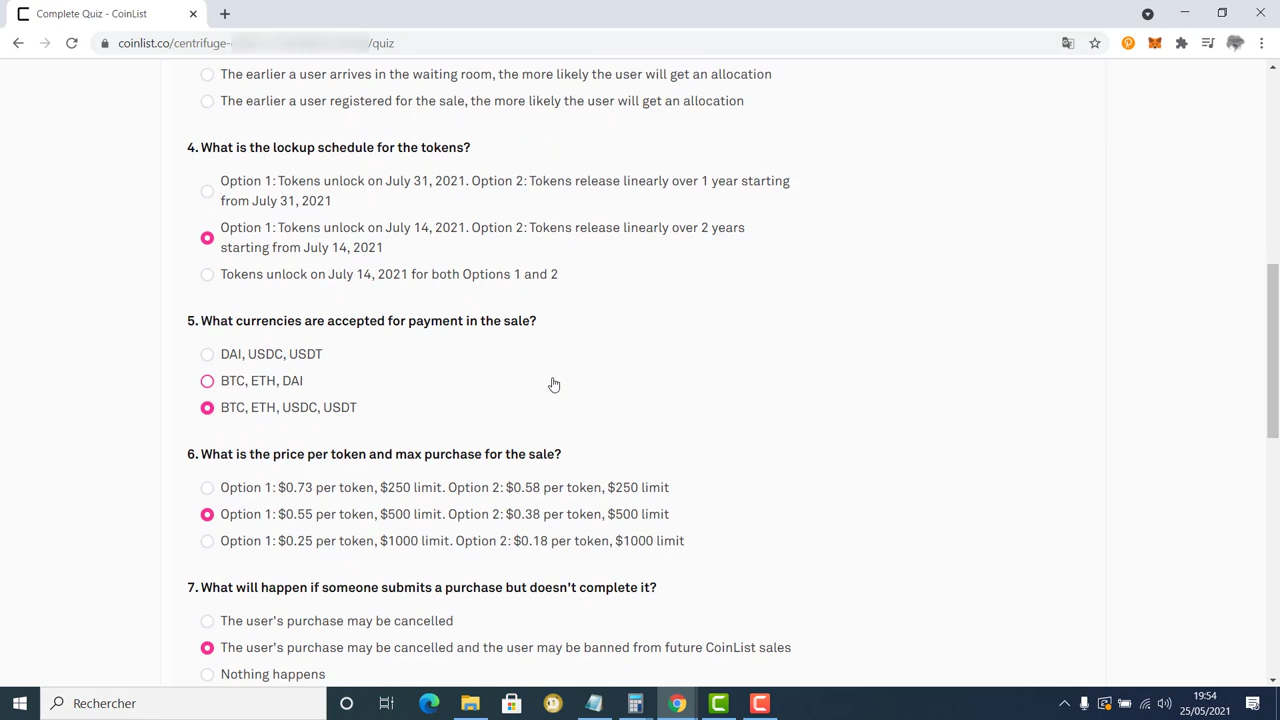 Complete Quiz - CoinList
coinlist.co/centrifuge-
/quiz
The earlier a user arrives in the waiting room, the more likely the user will get an allocation
The earlier a user registered for the sale, the more likely the user will get an allocation
4. What is the lockup schedule for the tokens?
Option 1: Tokens unlock on July 31, 2021. Option 2: Tokens release linearly over 1 year starting
from July 31, 2021
Option 1: Tokens unlock on July 14, 2021. Option 2: Tokens release linearly over 2 years
starting from July 14, 2021
Tokens unlock on July 14, 2021 for both Options 1 and 2
5. What currencies are accepted for payment in the sale?
DAI, USDC, USDT
BTC, ETH, DAI
BTC, ETH, USDC, USDT
6. What is the price per token and max purchase for the sale?
Option 1: $0.73 per token, $250 limit. Option 2: $0.58 per token, $250 limit
Option 1: $0.55 per token, $500 limit. Option 2: $0.38 per token, $500 limit
Option 1: $0.25 per token, $1000 limit. Option 2: $0.18 per token, $1000 limit
7. What will happen if someone submits a purchase but doesn't complete it?
The user's purchase may be cancelled
The user's purchase may be cancelled and the user may be banned from future CoinList sales
Nothing happens
Rechercher
19:54
25/05/2021